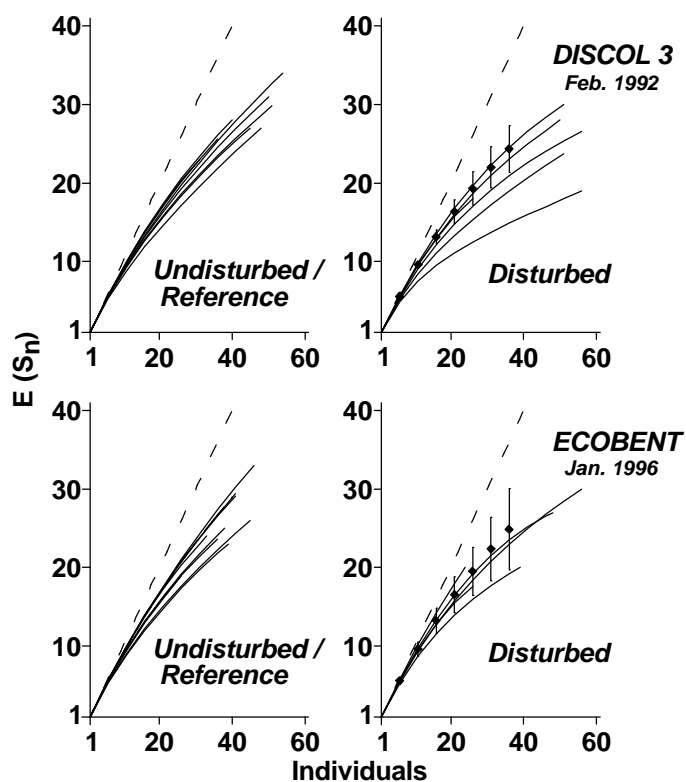 40
30
20
10
1
1 20 40 60
Undisturbed /
Reference
40
30
20
10
1
1 20 40 60
Disturbed
DISCOL 3
Feb. 1992
E (Sn)
40
30
20
10
1
1 20 40 60
Undisturbed /
Reference
40
30
20
10
1
1 20 40 60
Disturbed
ECOBENT
Jan. 1996
Individuals